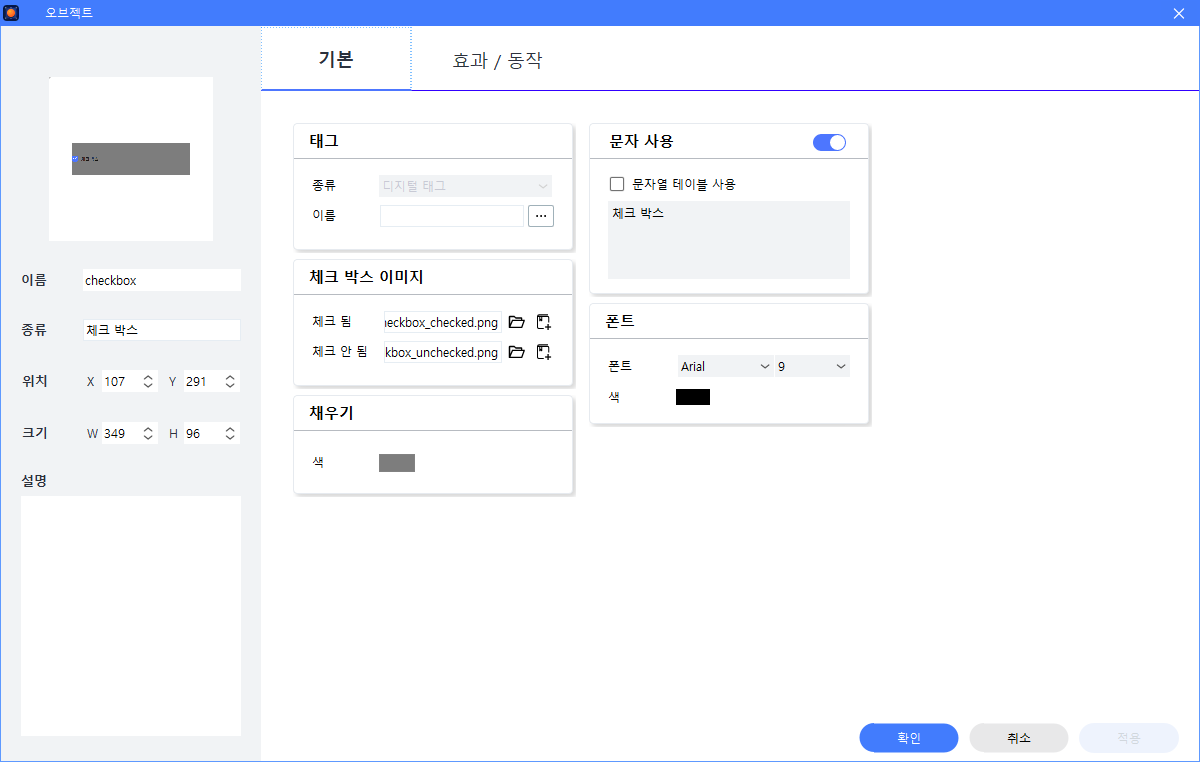 오브젝트
기본
효과 / 동작
이름
checkbox
종류
체크 박스
위치
X 107
Y 291
크기
W 349
H 96
설명
태그
종류
디지털 태그
이름
...
체크 박스 이미지
체크 됨
eckbox_checked.png
체크 안 됨
kbox_unchecked.png
채우기
색
문자 사용
문자열 테이블 사용
체크 박스
폰트
폰트
Arial
9
색
확인
취소
적용